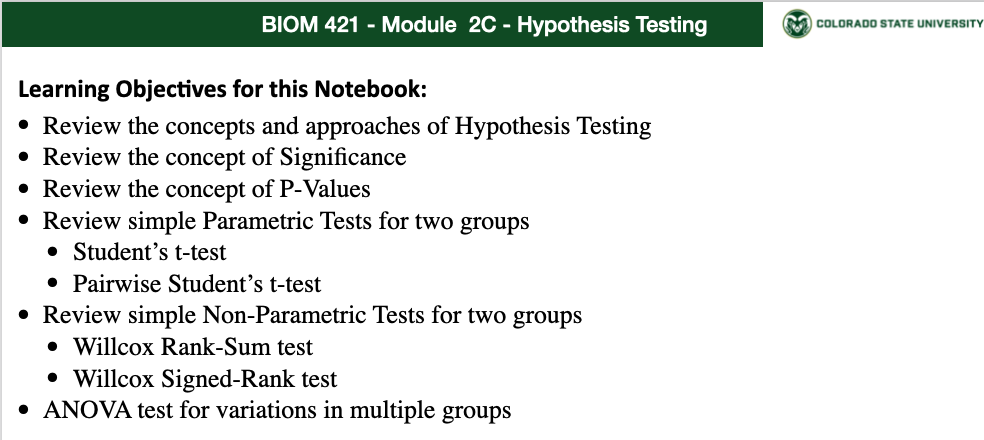 BIOM 421 - Module 2C - Hypothesis Testing
COLORADO STATE UNIVERSITY
Learning Objectives for this Notebook:
• Review the concepts and approaches of Hypothesis Testing
• Review the concept of Significance
• Review the concept of P-Values
• Review simple Parametric Tests for two groups
• Student’s t-test
• Pairwise Student’s t-test
• Review simple Non-Parametric Tests for two groups
• Willcox Rank-Sum test
• Willcox Signed-Rank test
• ANOVA test for variations in multiple groups